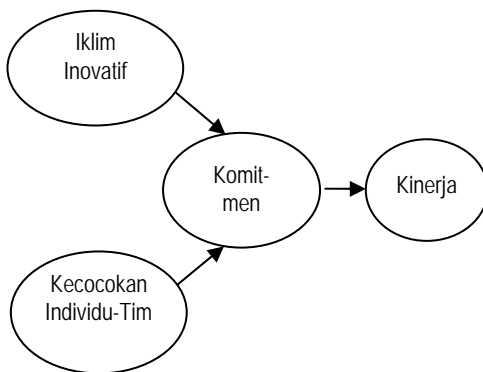 Iklim
Inovatif
Komit-
men
Kinerja
Kecocokan
Individu-Tim